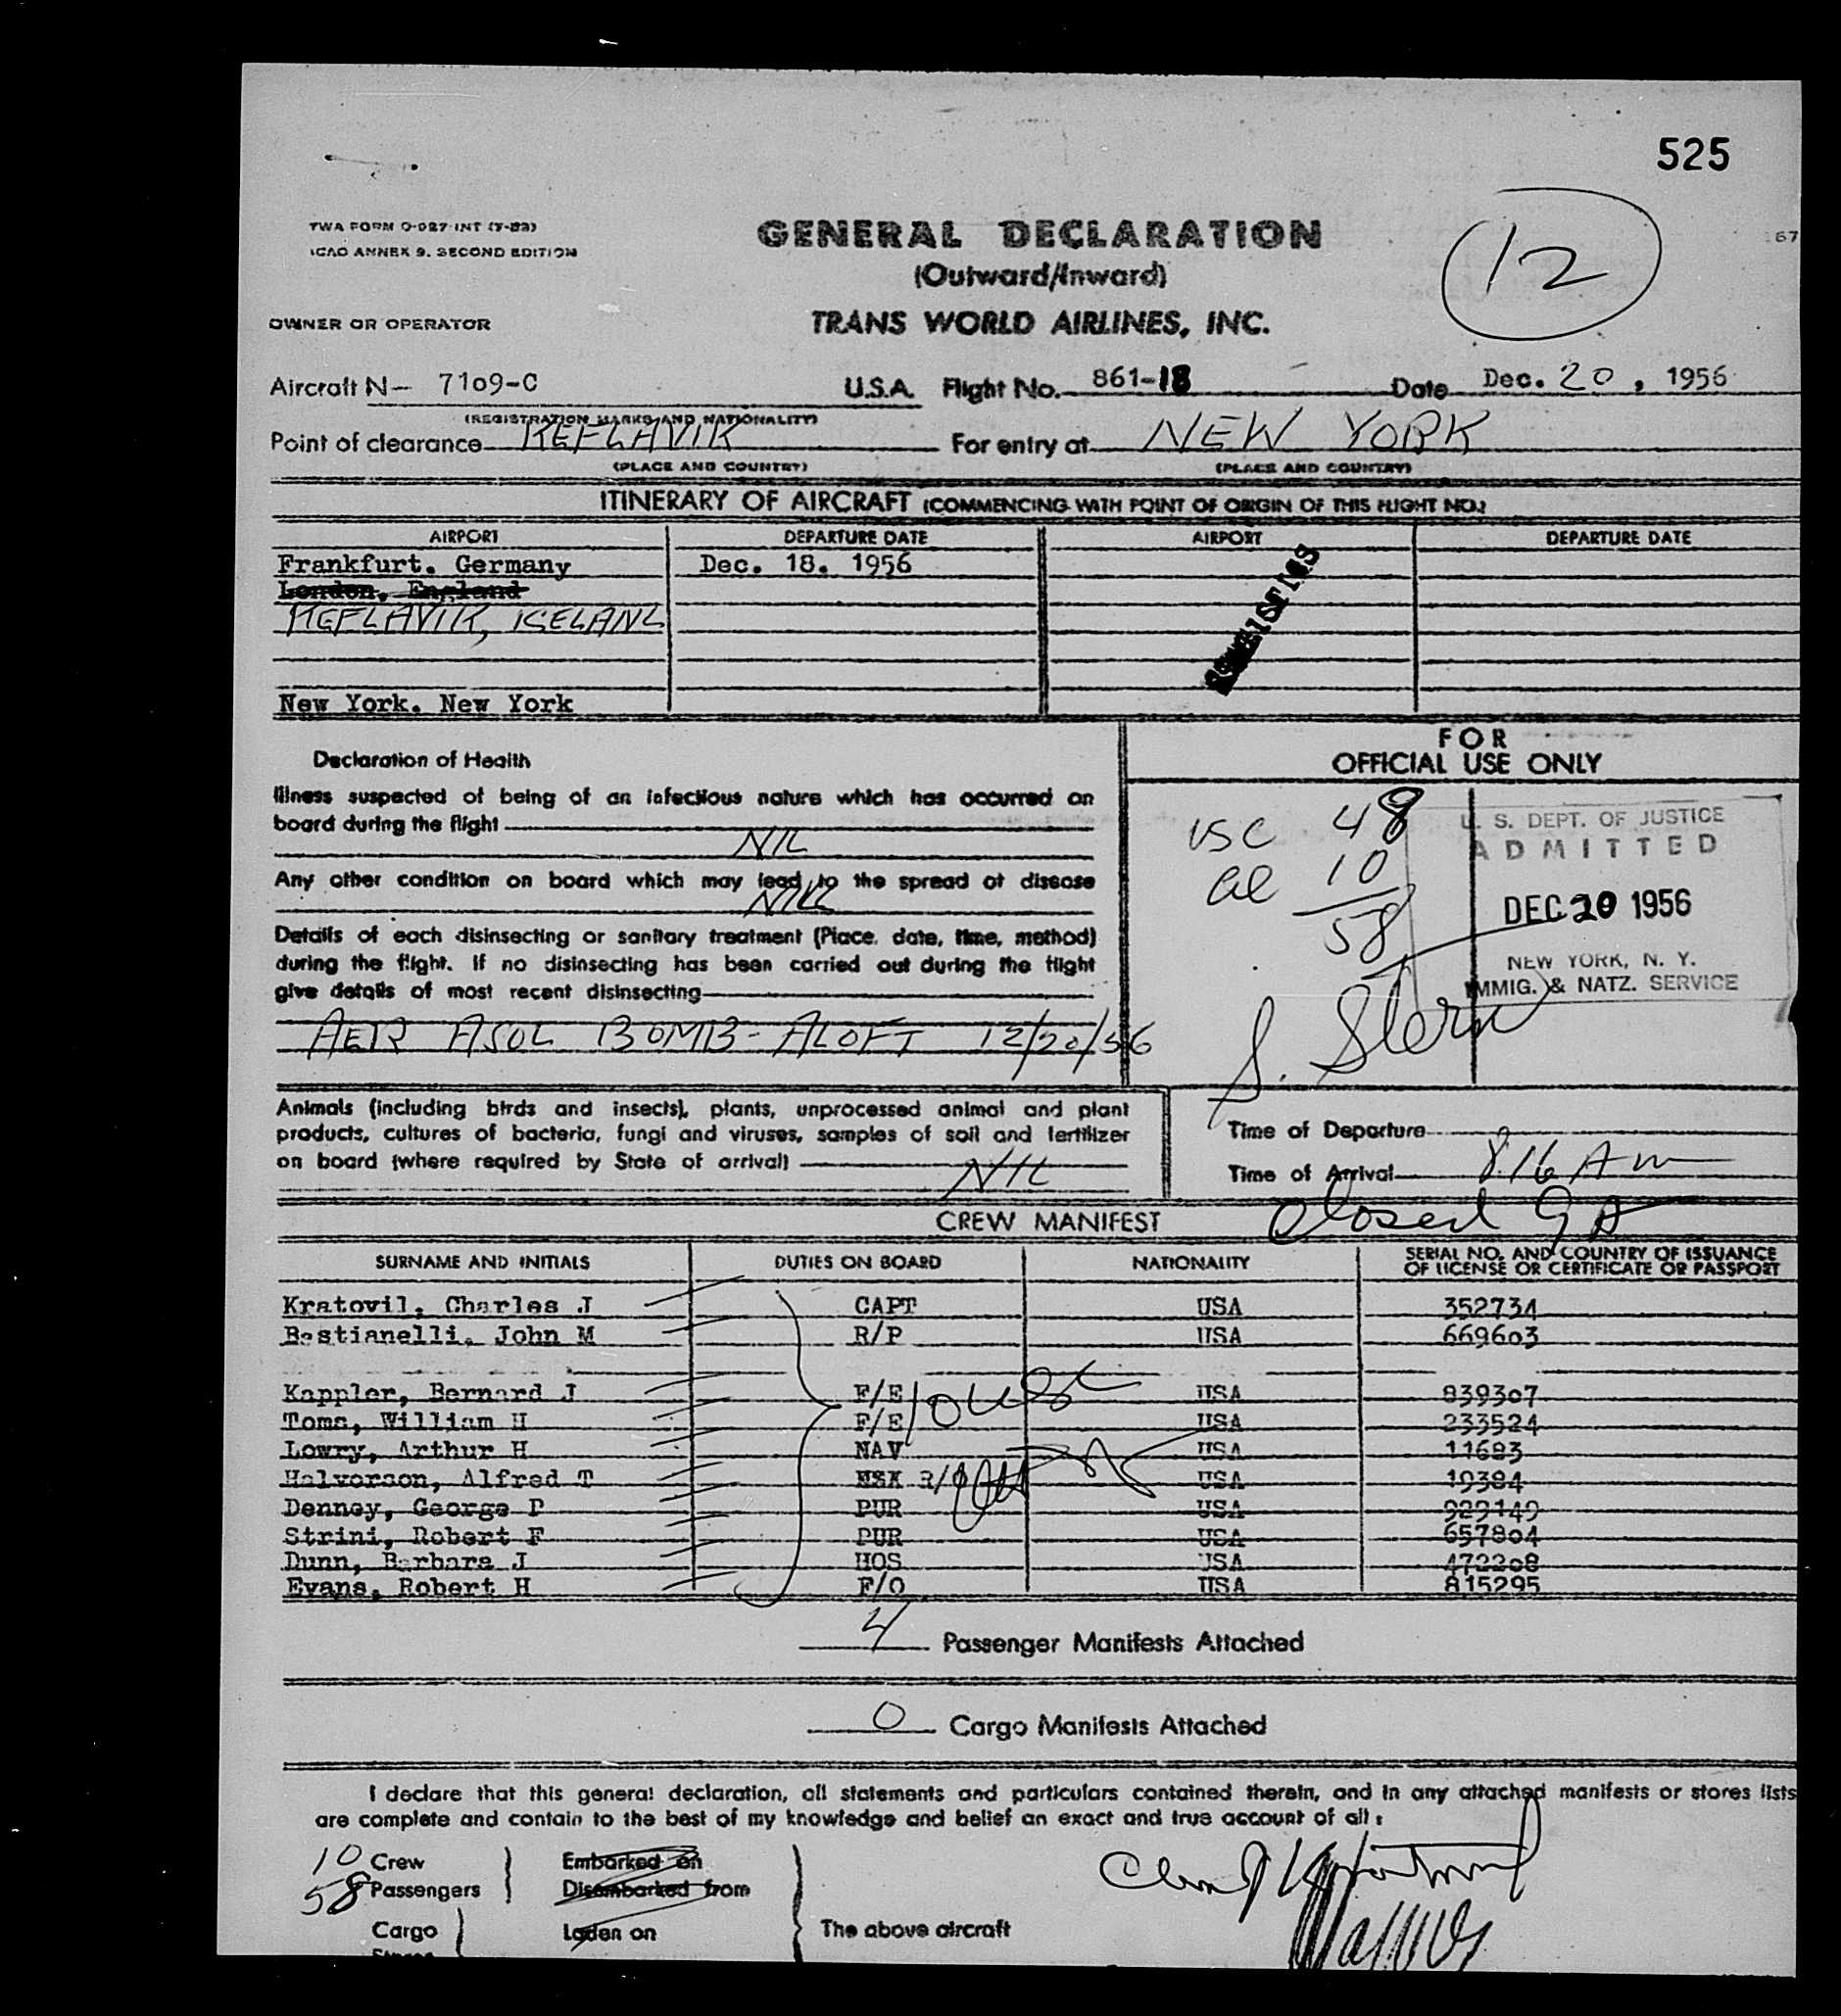 525
TWA FORM O-027-INT (7-53)
ICAO ANNEX 9. SECOND EDITION
GENERAL DECLARATION
(Outward/Inward)
12
67
OWNER OR OPERATOR
TRANS WORLD AIRLINES, INC.
Aircraft N— 7109-C U.S.A. Flight No. 861-18 Date Dec. 20, 1956
(REGISTRATION MARKS AND NATIONALITY)
Point of clearance KEFLAVIK For entry at NEW YORK
(PLACE AND COUNTRY) (PLACE AND COUNTRY)
ITINERARY OF AIRCRAFT (COMMENCING WITH POINT OF ORIGIN OF THIS FLIGHT NO.)
AIRPORT DEPARTURE DATE AIRPORT DEPARTURE DATE
Frankfurt. Germany Dec. 18. 1956
London, England
KEFLAVIK, ICELAND
New York. New York
FOR
OFFICIAL USE ONLY
Declaration of Health
Illness suspected of being of an infectious nature which has occurred on
board during the flight
NIL
Any other condition on board which may lead to the spread of disease
NIL
Details of each disinsecting or sanitary treatment (Place. date, time, method)
during the flight. If no disinsecting has been carried out during the flight
give details of most recent disinsecting
AER ASOL BOMB - ALOFT 12/20/56
USC 48
al 10
58
U. S. DEPT. OF JUSTICE
ADMITTED
DEC 20 1956
NEW YORK, N. Y.
IMMIG. & NATZ. SERVICE
S. Stern
Animals (including birds and insects), plants, unprocessed animal and plant
products, cultures of bacteria, fungi and viruses, samples of soil and fertilizer
on board (where required by State of arrival)
NIL
Time of Departure
Time of Arrival 8:16 Am
Closed 9 A
CREW MANIFEST
SURNAME AND INITIALS DUTIES ON BOARD NATIONALITY SERIAL NO. AND COUNTRY OF ISSUANCE OF LICENSE OR CERTIFICATE OR PASSPORT
Kratovil, Charles J CAPT USA 352734
Bastianelli, John M R/P USA 669603
Kappler, Bernard J F/E USA 839307
Toms, William H F/E USA 233524
Lowry, Arthur H NAV USA 11683
Halvorson, Alfred T R/O USA 19384
Denney, George P PUR USA 929149
Strini, Robert F PUR USA 657804
Dunn, Barbara J HOS USA 472208
Evans, Robert H F/O USA 815295
4 Passenger Manifests Attached
0 Cargo Manifests Attached
I declare that this general declaration, all statements and particulars contained therein, and in any attached manifests or stores lists
are complete and contain to the best of my knowledge and belief an exact and true account of all:
10 Crew Embarked on
58 Passengers Disembarked from
Cargo Laden on The above aircraft
Stores